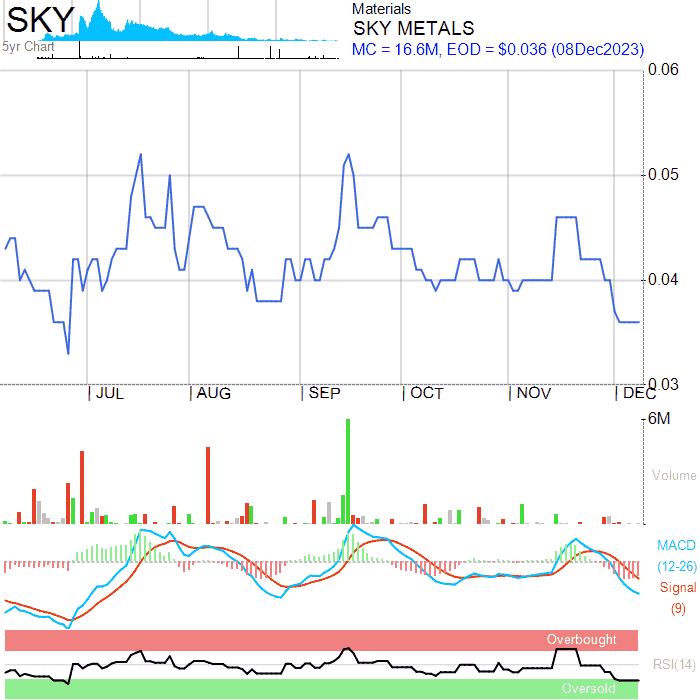 SKY
5yr Chart
Materials
SKY METALS
MC = 16.6M, EOD = $0.036 (08Dec2023)
0.06
0.05
0.04
0.03
JUL AUG SEP OCT NOV DEC
6M
Volume
MACD
(12-26)
Signal
(9)
Overbought
RSI(14)
Oversold